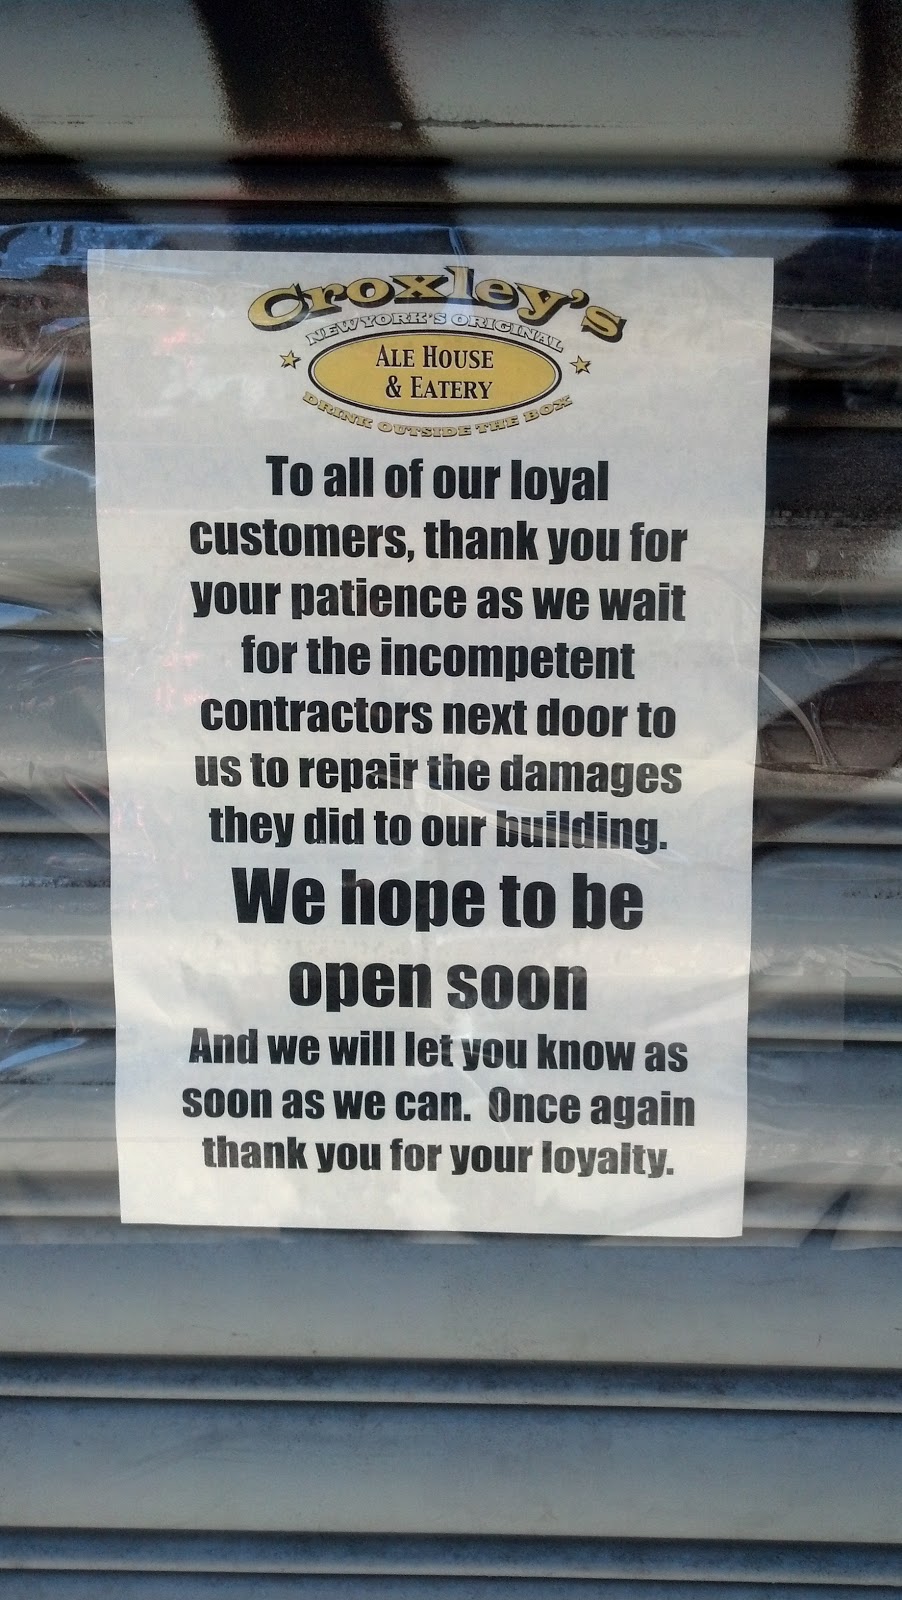 Croxley's
NEW YORK'S ORIGINAL
ALE HOUSE
& EATERY
DRINK OUTSIDE THE BOX
To all of our loyal
customers, thank you for
your patience as we wait
for the incompetent
contractors next door to
us to repair the damages
they did to our building.
We hope to be
open soon
And we will let you know as
soon as we can. Once again
thank you for your loyalty.